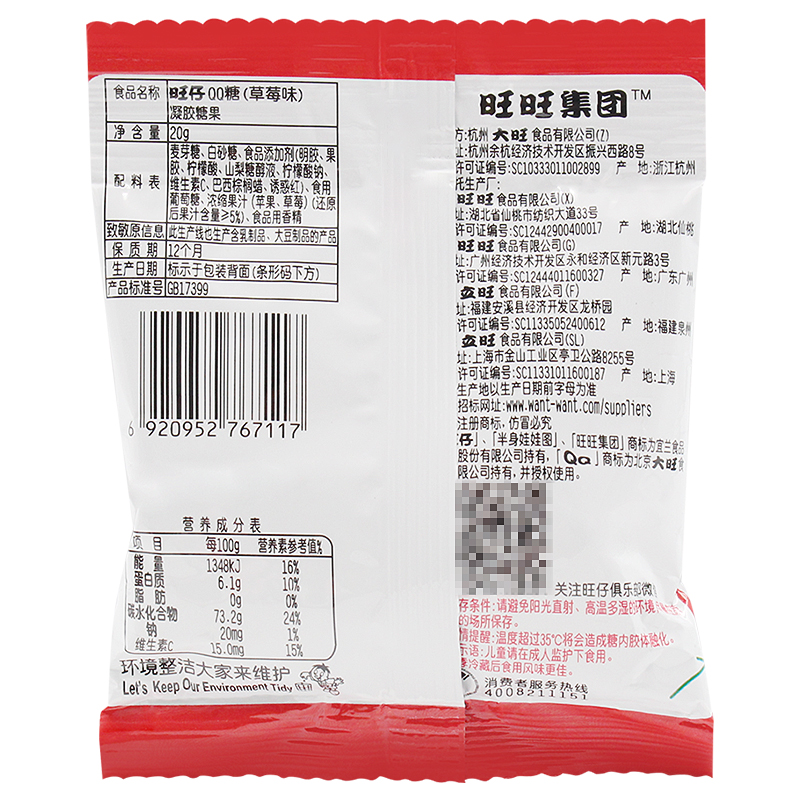 食品名称 旺仔QQ糖(草莓味)
凝胶糖果
净含量 20g
配料表 麦芽糖、白砂糖、食品添加剂(明胶、果
胶、柠檬酸、山梨糖醇液、柠檬酸钠、
维生素C、巴西棕榈蜡、诱惑红)、食用
葡萄糖、浓缩果汁(苹果、草莓)(还原
后果汁含量≥5%)、食用香精
致敏原信息 此生产线也生产含乳制品、大豆制品的产品
保质期 12个月
生产日期 标示于包装背面(条形码下方)
产品标准号 GB17399
6 920952 767117
营养成分表
项目 每100g 营养素参考值%
能量 1348kJ 16%
蛋白质 6.1g 10%
脂肪 0g 0%
碳水化合物 73.2g 24%
钠 20mg 1%
维生素C 15.0mg 15%
环境整洁大家来维护
Let's Keep Our Environment Tidy
旺旺集团™
方:杭州大旺食品有限公司(Z)
址:杭州余杭经济技术开发区振兴西路8号
许可证编号:SC10333011002899 产地:浙江杭州
托生产厂:
旺旺食品有限公司(X)
址:湖北省仙桃市纺织大道33号
许可证编号:SC12442900400017 产地:湖北仙桃
旺旺食品有限公司(G)
址:广州经济技术开发区永和经济区新元路3号
许可证编号:SC12444011600327 产地:广东广州
立旺食品有限公司(F)
址:福建安溪县经济开发区龙桥园
许可证编号:SC11335052400612 产地:福建泉州
立旺食品有限公司(SL)
址:上海市金山工业区亭卫公路8255号
许可证编号:SC11331011600187 产地:上海
生产地以生产日期前字母为准
招标网址:www.want-want.com/suppliers
注册商标,仿冒必究
仔」、「半身娃娃图」、「旺旺集团」商标为宜兰食品
股份有限公司持有,「QQ」商标为北京大旺食
限公司持有,并授权使用。
关注旺仔俱乐部微
存条件:请避免阳光直射、高温多湿的环境
的场所保存。
情提醒:温度超过35℃将会造成糖内胶体融化。
示语:儿童请在成人监护下食用。
冷藏后食用风味更佳。
消费者服务热线
4008211151